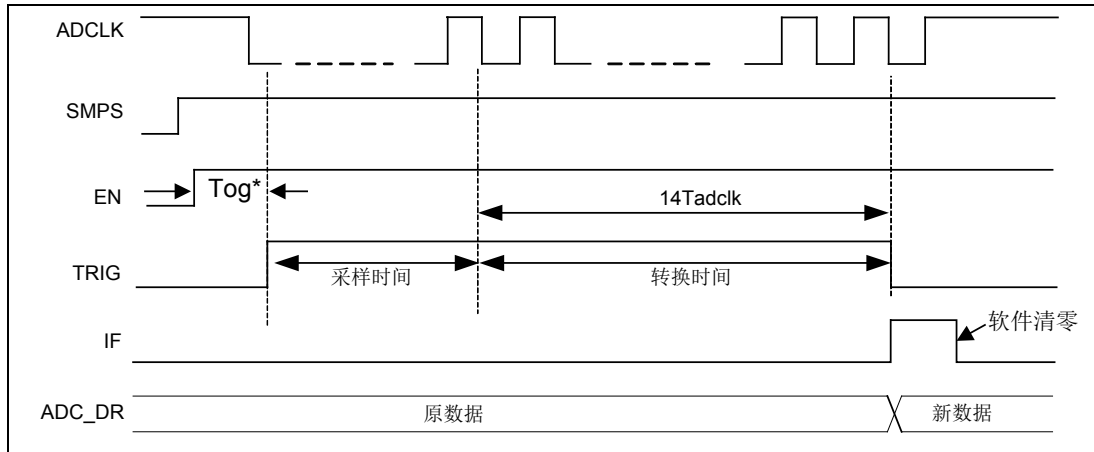 ADCLK
SMPS
EN
Tog*
14Tadclk
TRIG
采样时间
转换时间
IF
软件清零
ADC_DR
原数据
新数据